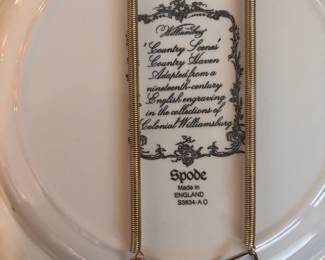 Williamsburg
'Country Scenes'
Country Haven
Adapted from a
nineteenth-century
English engraving
in the collections of
Colonial Williamsburg
Spode
Made in
ENGLAND
S3634-A D